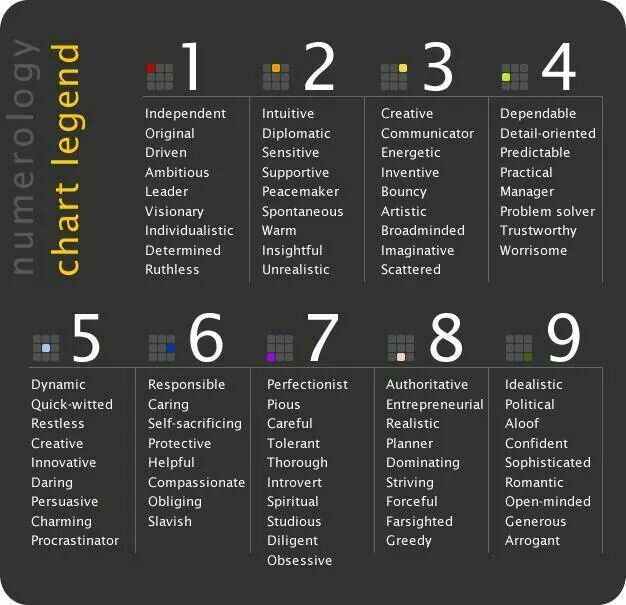 numerology
chart legend
1
Independent
Original
Driven
Ambitious
Leader
Visionary
Individualistic
Determined
Ruthless
2
Intuitive
Diplomatic
Sensitive
Supportive
Peacemaker
Spontaneous
Warm
Insightful
Unrealistic
3
Creative
Communicator
Energetic
Inventive
Bouncy
Artistic
Broadminded
Imaginative
Scattered
4
Dependable
Detail-oriented
Predictable
Practical
Manager
Problem solver
Trustworthy
Worrisome
5
Dynamic
Quick-witted
Restless
Creative
Innovative
Daring
Persuasive
Charming
Procrastinator
6
Responsible
Caring
Self-sacrificing
Protective
Helpful
Compassionate
Obliging
Slavish
7
Perfectionist
Pious
Careful
Tolerant
Thorough
Introvert
Spiritual
Studious
Diligent
Obsessive
8
Authoritative
Entrepreneurial
Realistic
Planner
Dominating
Striving
Forceful
Farsighted
Greedy
9
Idealistic
Political
Aloof
Confident
Sophisticated
Romantic
Open-minded
Generous
Arrogant